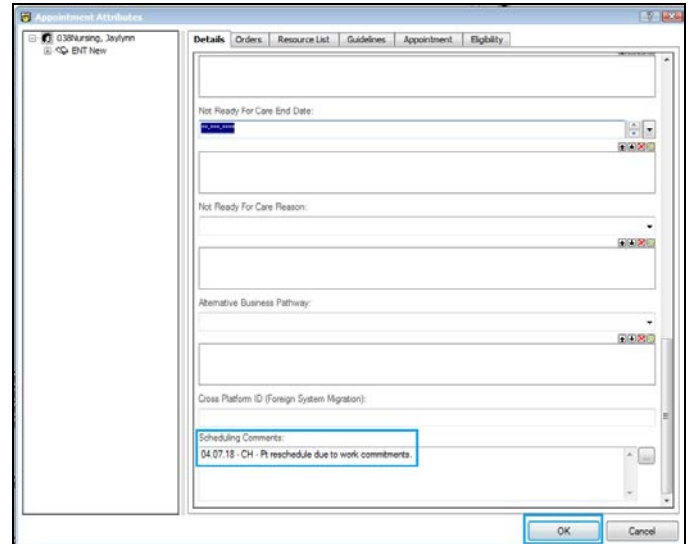 Appointment Attributes
038Nursing, Jaylynn
ENT New
Details Orders Resource List Guidelines Appointment Eligibility
Not Ready For Care End Date:
**-***-****
Not Ready For Care Reason:
Alternative Business Pathway:
Cross Platform ID (Foreign System Migration):
Scheduling Comments:
04.07.18 - CH - Pt reschedule due to work commitments.
...
OK Cancel